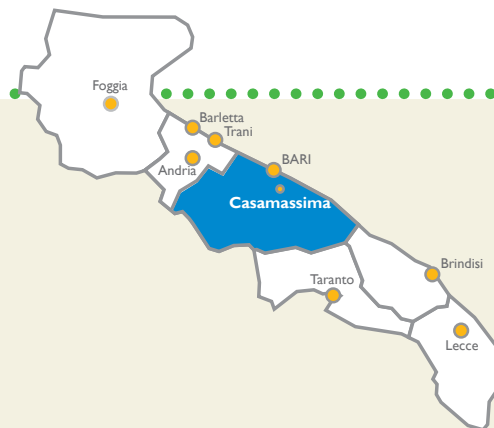 Foggia
Barletta
Trani
BARI
Andria
Casamassima
Brindisi
Taranto
Lecce